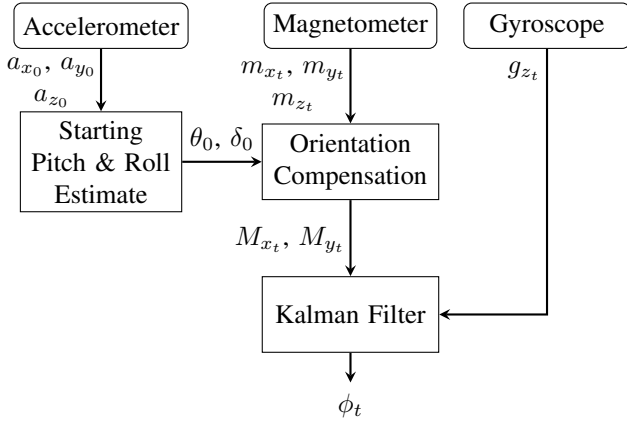 Accelerometer
Magnetometer
Gyroscope
a_{x_0}, a_{y_0}
a_{z_0}
m_{x_t}, m_{y_t}
m_{z_t}
g_{z_t}
Starting
Pitch & Roll
Estimate
θ_0, δ_0
Orientation
Compensation
M_{x_t}, M_{y_t}
Kalman Filter
ϕ_t